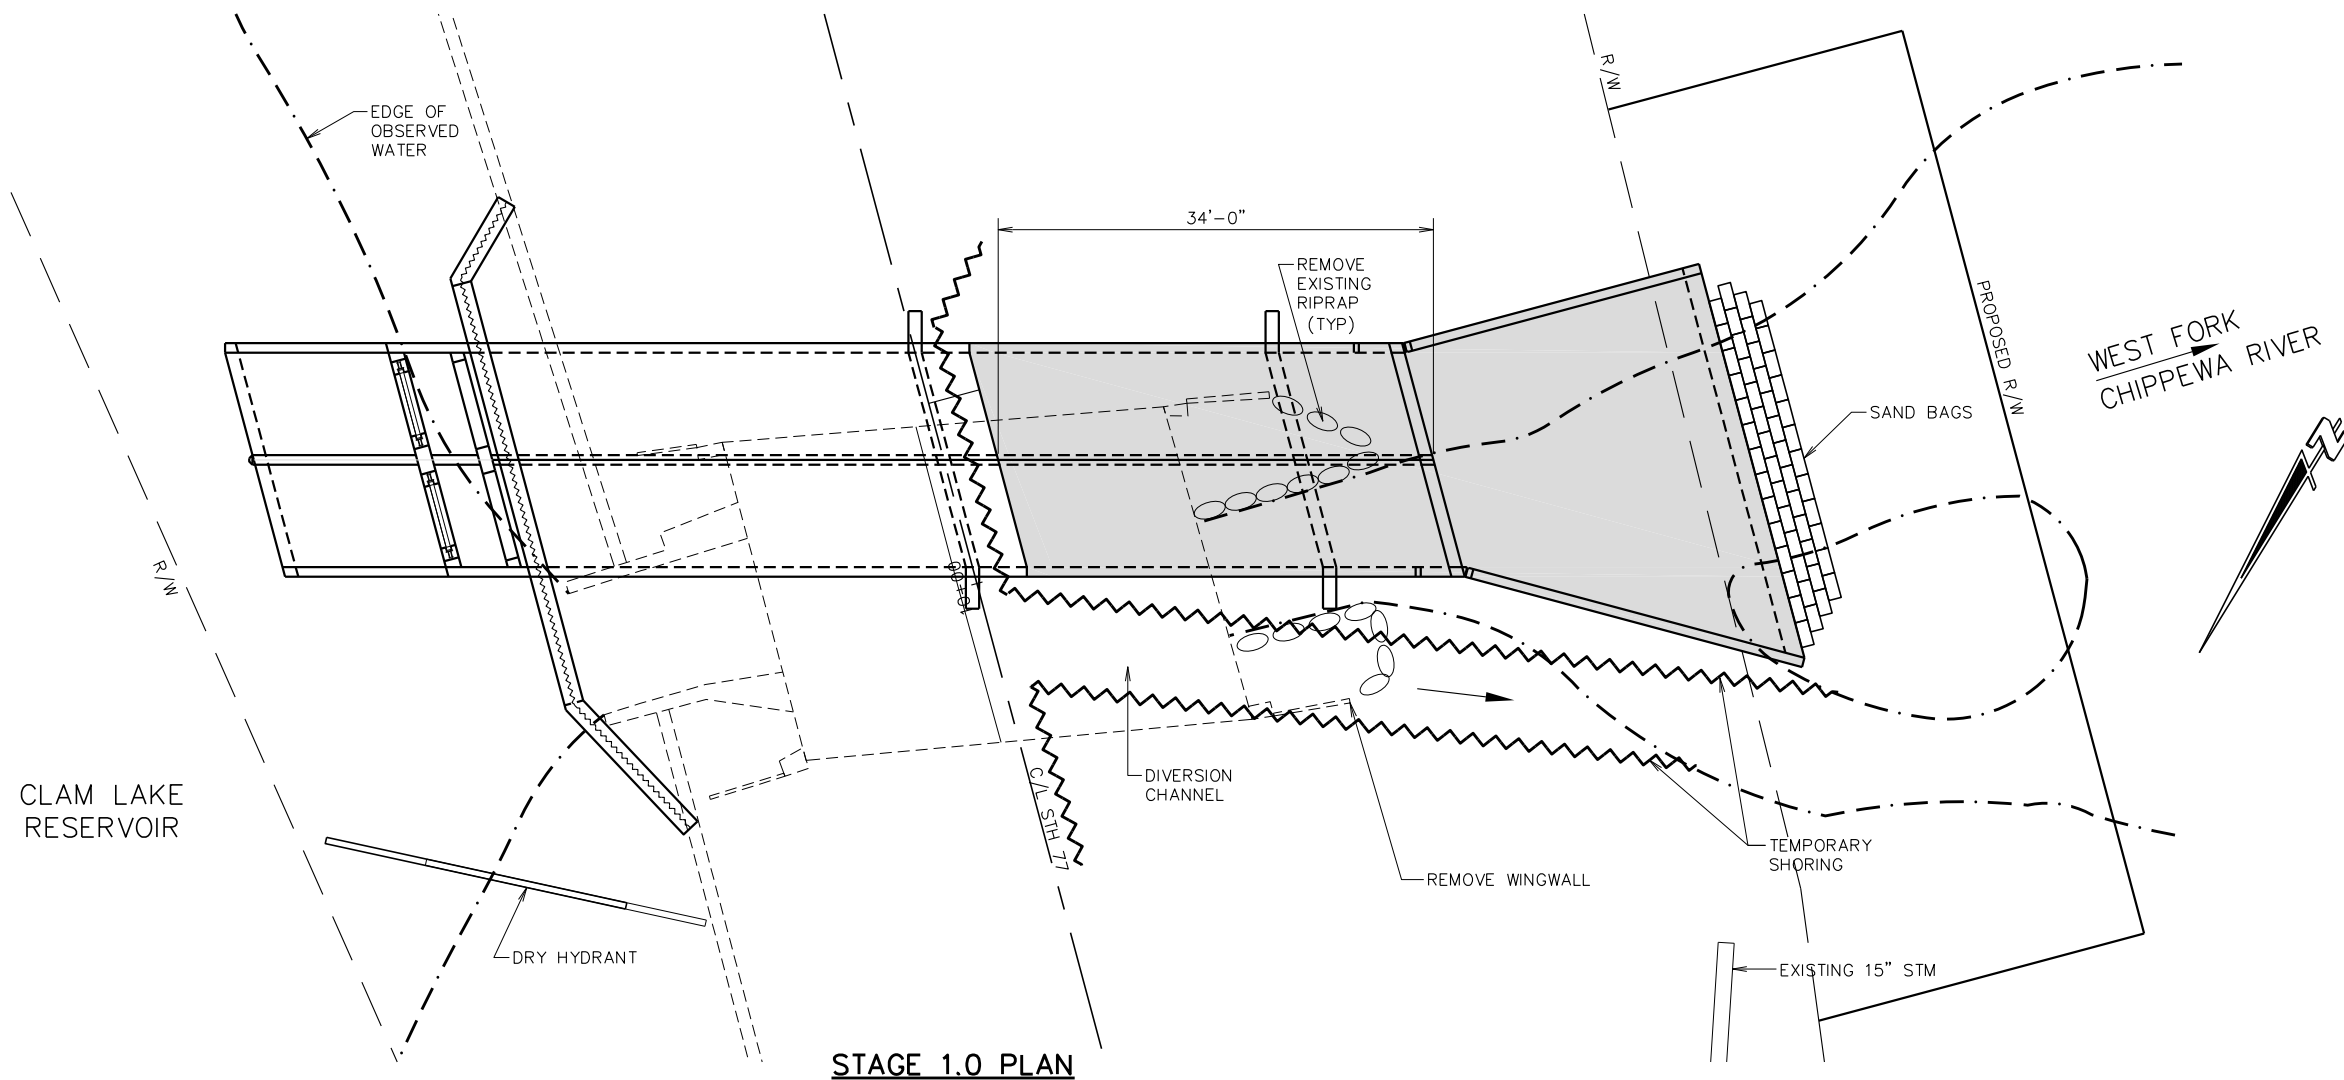 R/W
EDGE OF
OBSERVED
WATER
34'-0"
REMOVE
EXISTING
RIPRAP
(TYP)
PROPOSED R/W
WEST FORK
CHIPPEWA RIVER
SAND BAGS
N
R/W
DIVERSION
CHANNEL
C/L STH 77
CLAM LAKE
RESERVOIR
TEMPORARY
SHORING
REMOVE WINGWALL
DRY HYDRANT
EXISTING 15" STM
STAGE 1.0 PLAN